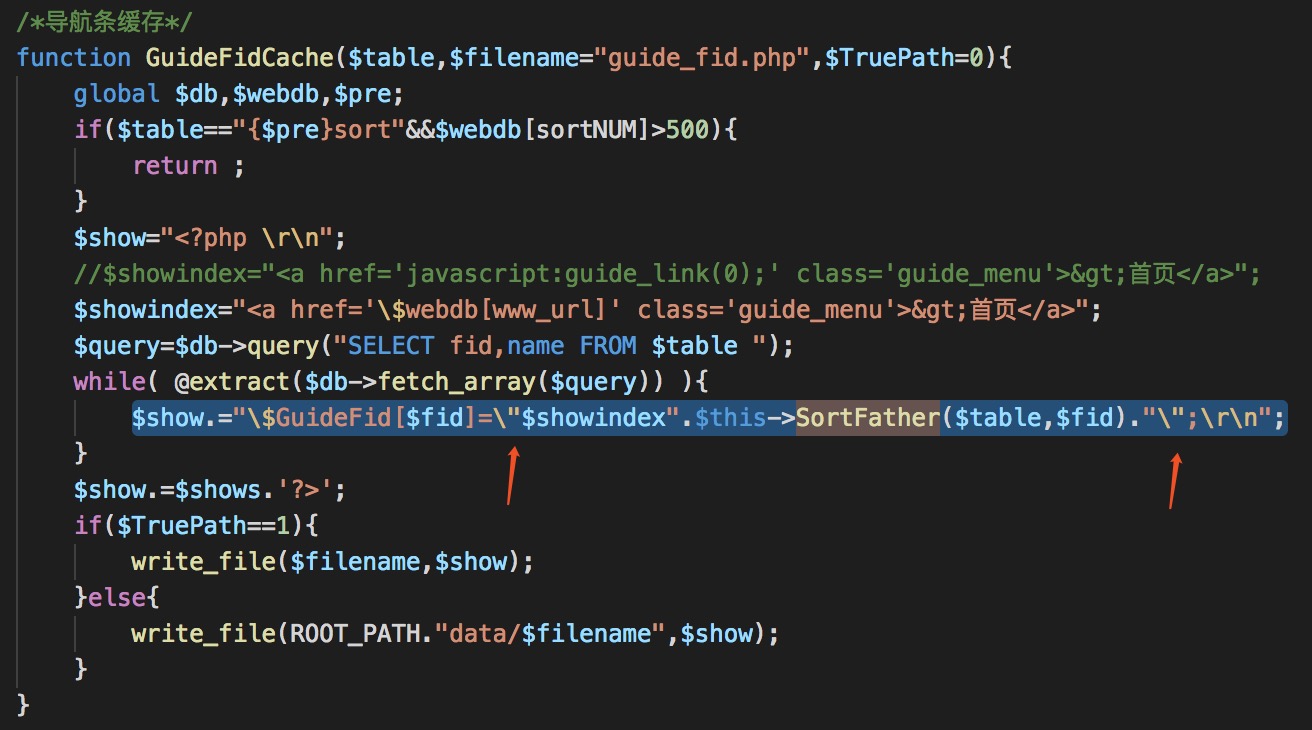 /*导航条缓存*/
function GuideFidCache($table,$filename="guide_fid.php",$TruePath=0){
global $db,$webdb,$pre;
if($table=="{$pre}sort"&&$webdb[sortNUM]>500){
return ;
}
$show="<?php \r\n";
//$showindex="<a href='javascript:guide_link(0);' class='guide_menu'>&gt;首页</a>";
$showindex="<a href='\$webdb[www_url]' class='guide_menu'>&gt;首页</a>";
$query=$db->query("SELECT fid,name FROM $table ");
while( @extract($db->fetch_array($query)) ){
$show.="\$GuideFid[$fid]=\"$showindex".$this->SortFather($table,$fid)."\";\r\n";
}
$show.=$shows.'?>';
if($TruePath==1){
write_file($filename,$show);
}else{
write_file(ROOT_PATH."data/$filename",$show);
}
}